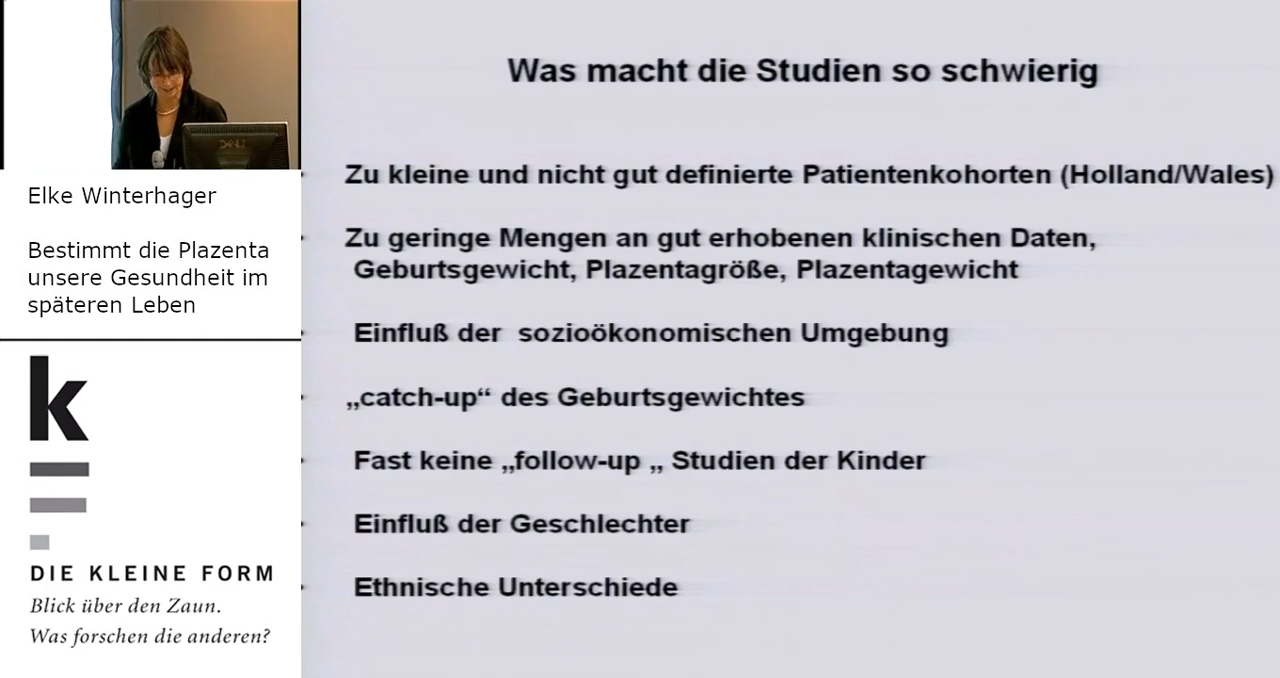 DELL
Elke Winterhager
Bestimmt die Plazenta
unsere Gesundheit im
späteren Leben
k
DIE KLEINE FORM
Blick über den Zaun.
Was forschen die anderen?
Was macht die Studien so schwierig
Zu kleine und nicht gut definierte Patientenkohorten (Holland/Wales)
Zu geringe Mengen an gut erhobenen klinischen Daten,
Geburtsgewicht, Plazentagröße, Plazentagewicht
Einfluß der sozioökonomischen Umgebung
„catch-up“ des Geburtsgewichtes
Fast keine „follow-up „ Studien der Kinder
Einfluß der Geschlechter
Ethnische Unterschiede